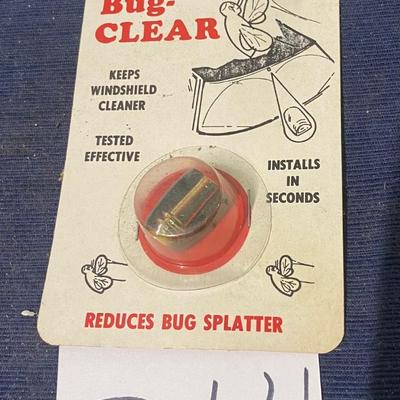 Bug-
CLEAR
KEEPS
WINDSHIELD
CLEANER
TESTED
EFFECTIVE
INSTALLS
IN
SECONDS
REDUCES BUG SPLATTER